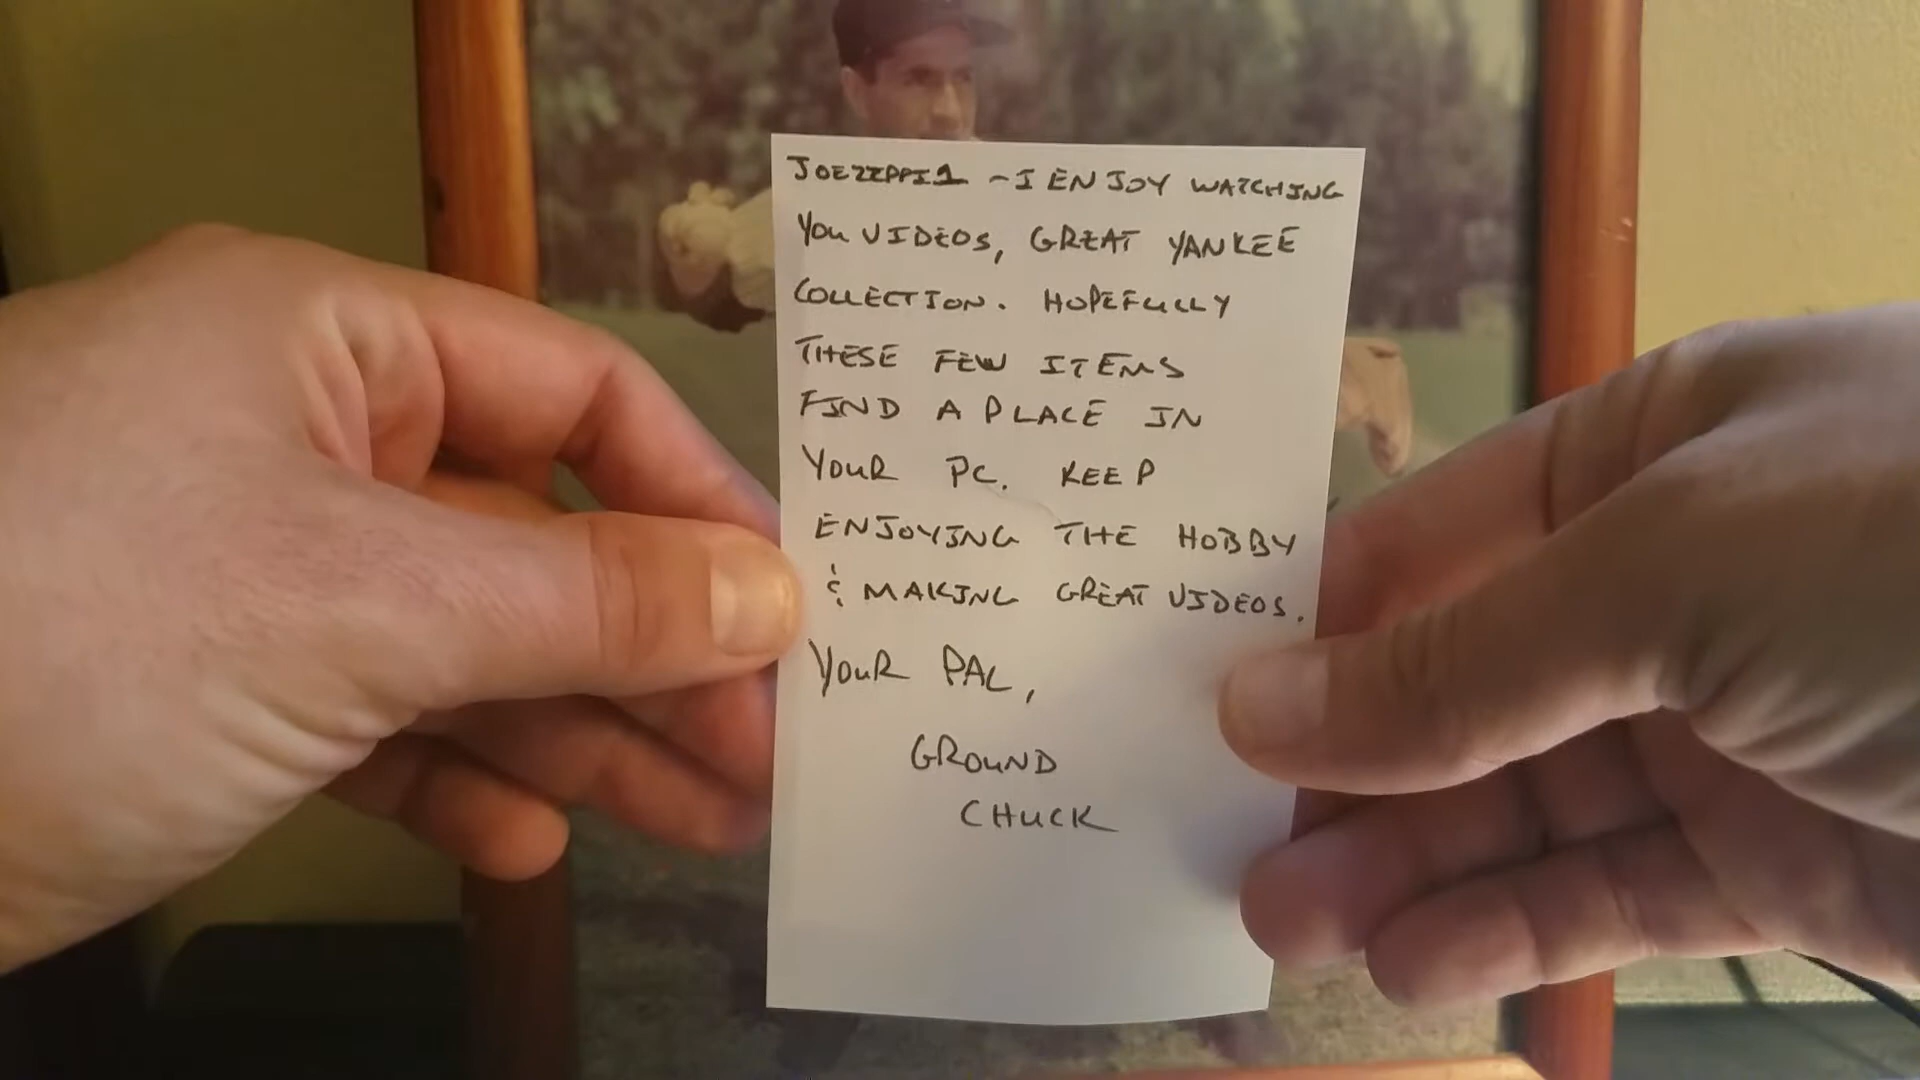 JOEZEPPI1 - I ENJOY WATCHING
YOU VIDEOS, GREAT YANKEE
COLLECTION. HOPEFULLY
THESE FEW ITEMS
FIND A PLACE IN
YOUR PC. KEEP
ENJOYING THE HOBBY
& MAKING GREAT VIDEOS.
YOUR PAL,
GROUND
CHUCK